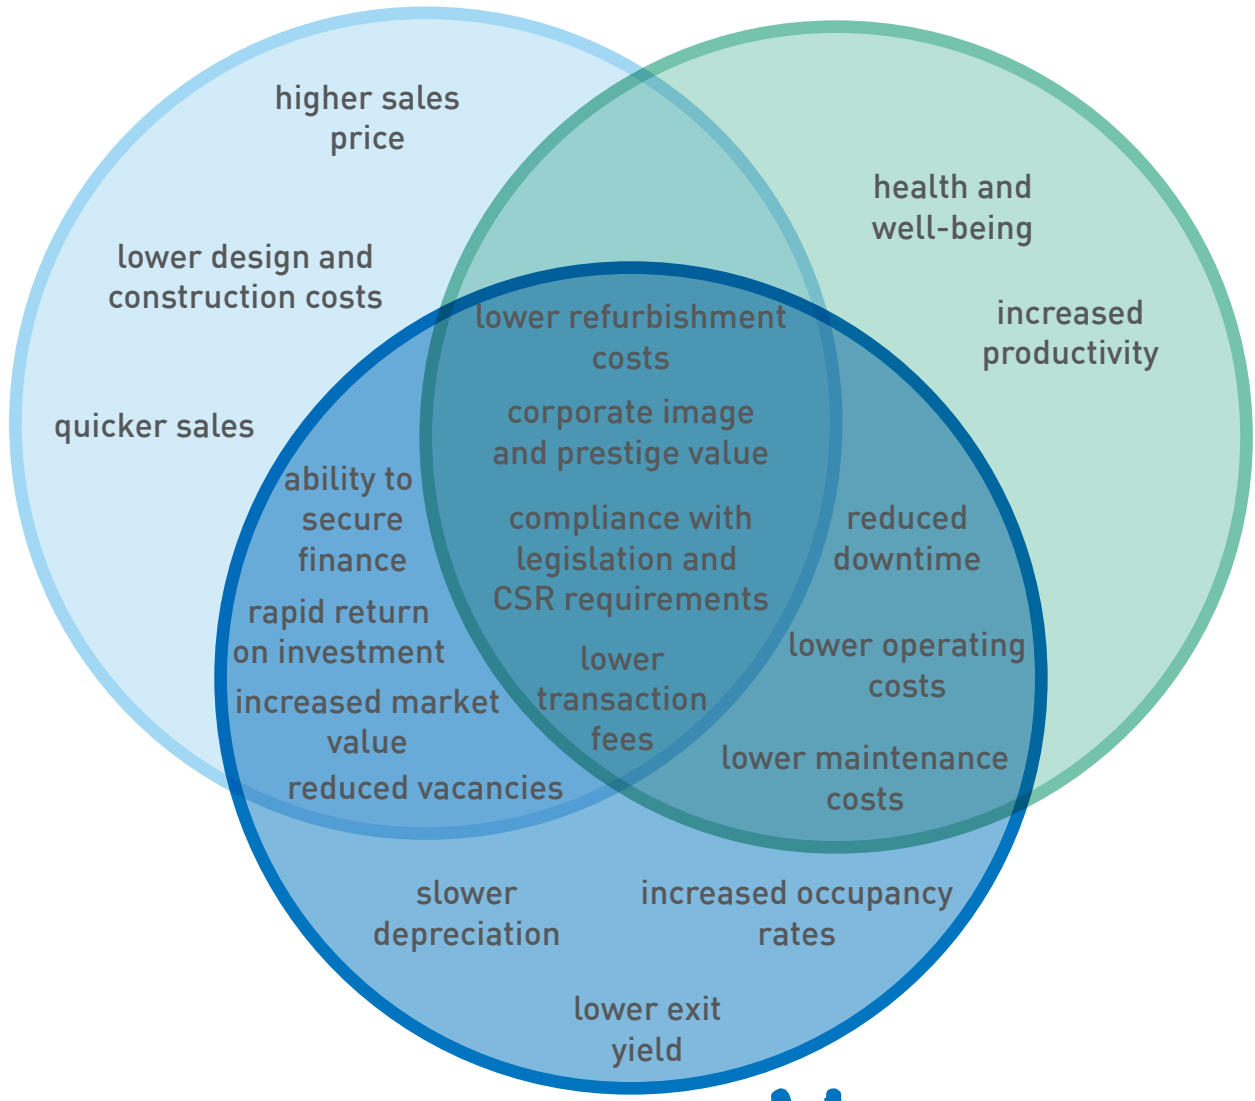 higher sales
price
lower design and
construction costs
quicker sales
health and
well-being
increased
productivity
lower refurbishment
costs
corporate image
and prestige value
compliance with
legislation and
CSR requirements
lower
transaction
fees
ability to
secure
finance
rapid return
on investment
increased market
value
reduced vacancies
reduced
downtime
lower operating
costs
lower maintenance
costs
slower
depreciation
increased occupancy
rates
lower exit
yield